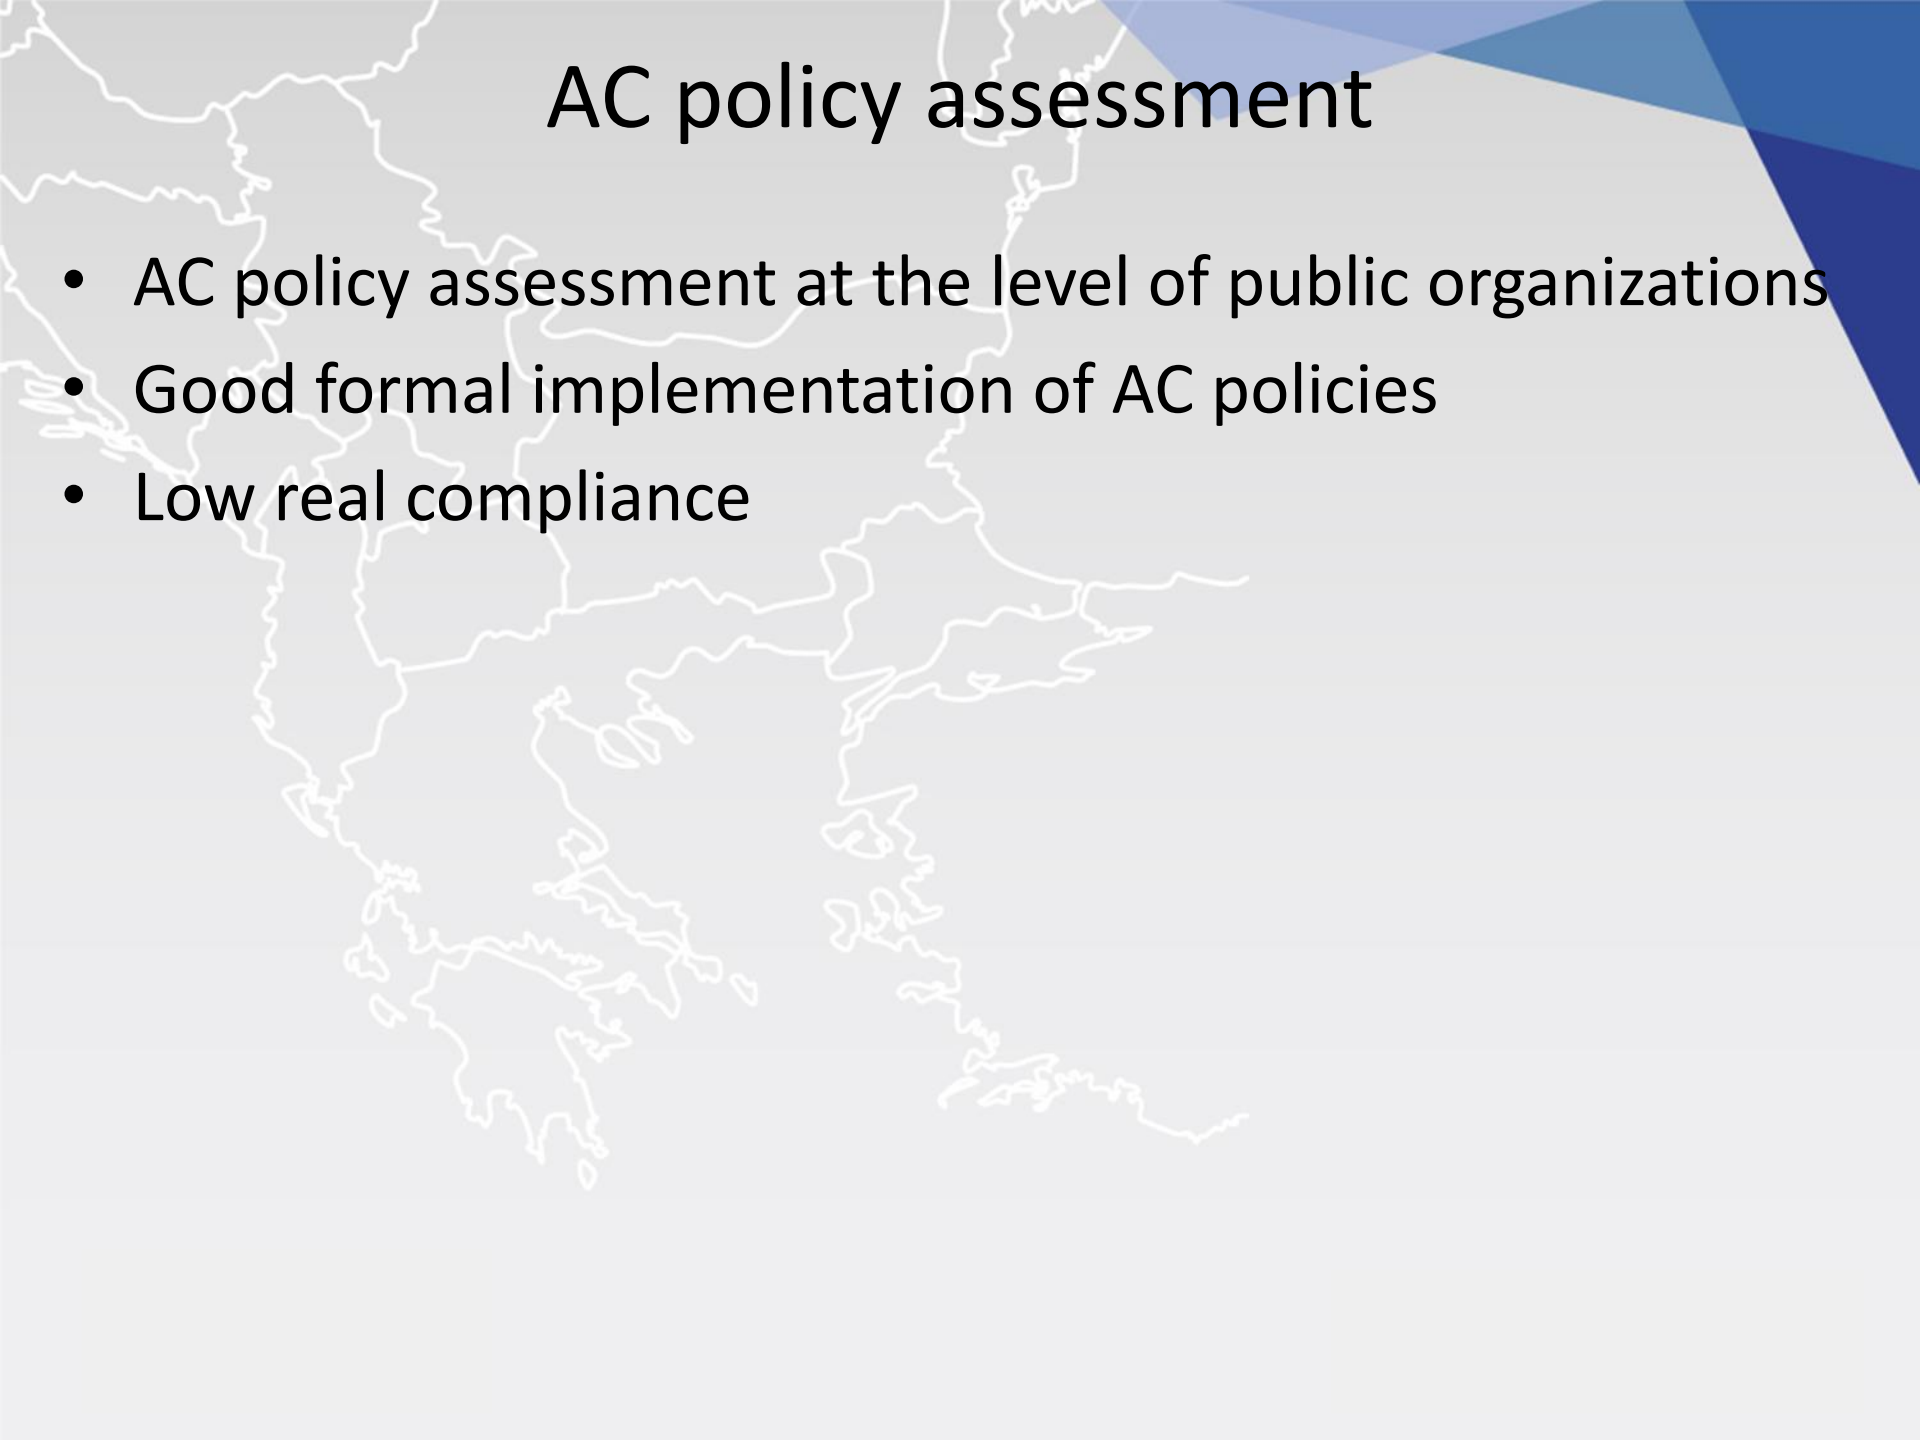 AC policy assessment
• AC policy assessment at the level of public organizations
• Good formal implementation of AC policies
• Low real compliance